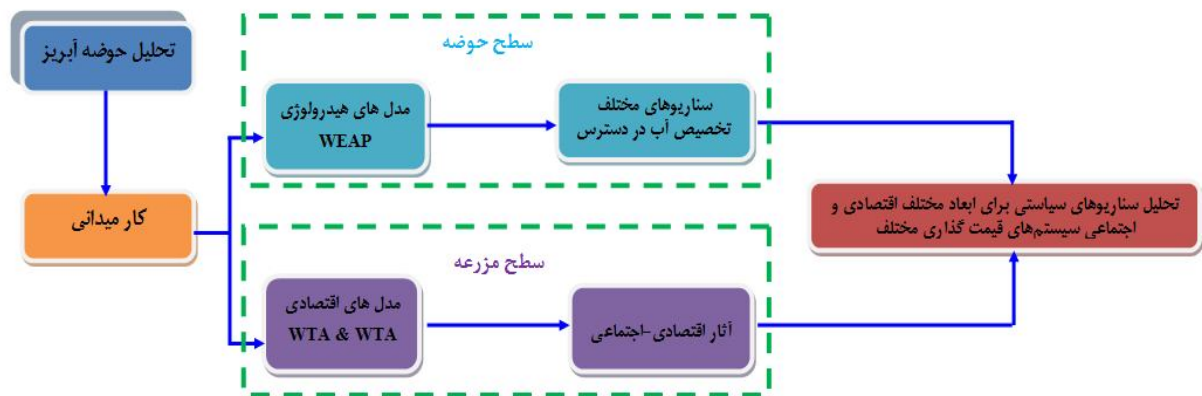 تحلیل حوضه آبریز
کار میدانی
سطح حوضه
مدل های هیدرولوژی
WEAP
سناریوهای مختلف
تخصیص آب در دسترس
سطح مزرعه
مدل های اقتصادی
WTA & WTA
آثار اقتصادی-اجتماعی
تحلیل سناریوهای سیاستی برای ابعاد مختلف اقتصادی و
اجتماعی سیستم‌های قیمت گذاری مختلف